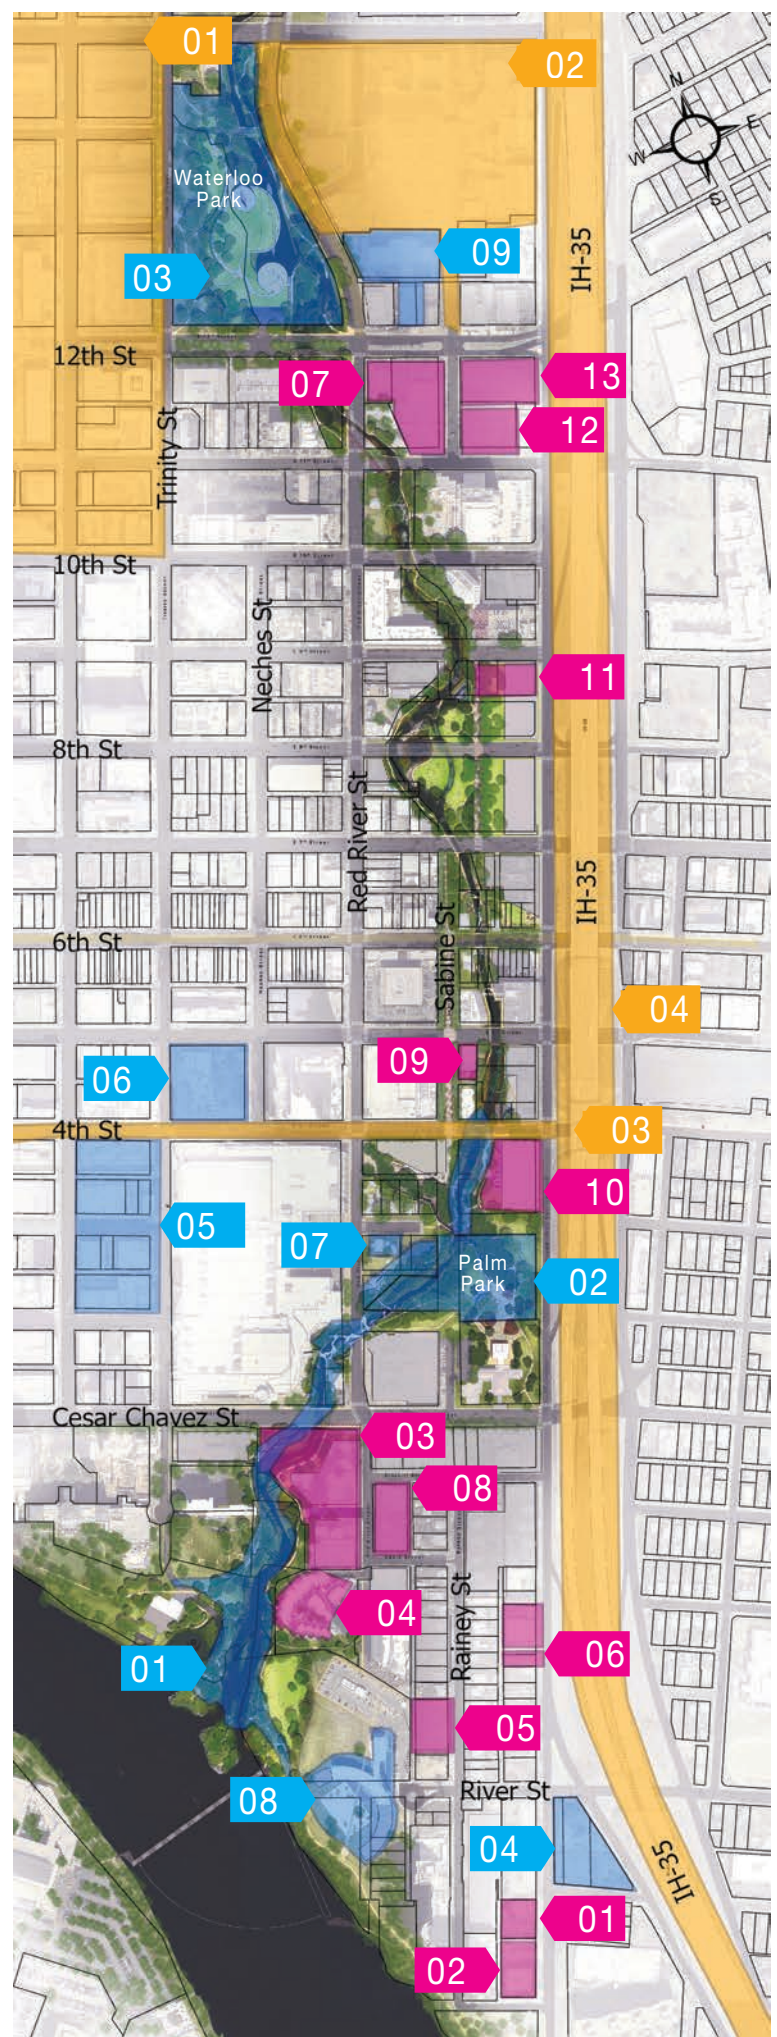 01
02
N
W
E
S
Waterloo
Park
IH-35
09
03
12th St
07
13
12
Trinity St
10th St
Neches St
11
8th St
Red River St
IH-35
6th St
Sabine St
04
09
06
4th St
03
10
05
07
Palm
Park
02
Cesar Chavez St
03
08
Rainey St
04
06
01
05
River St
08
04
IH-35
01
02